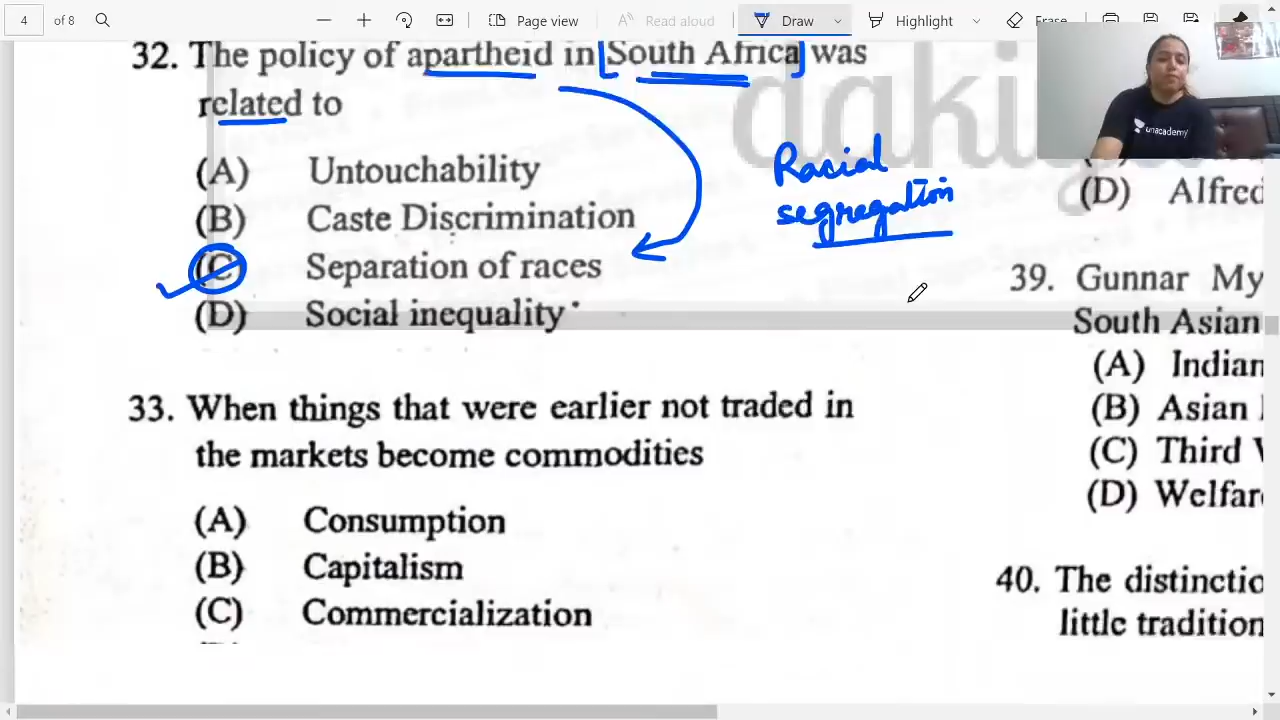 4 of 8 Page view Read aloud Draw Highlight Erase
32. The policy of apartheid in [South Africa] was
related to
(A) Untouchability
(B) Caste Discrimination
(C) Separation of races
(D) Social inequality
Racial
segregation
33. When things that were earlier not traded in
the markets become commodities
(A) Consumption
(B) Capitalism
(C) Commercialization
unacademy
(D) Alfred
39. Gunnar My
South Asian
(A) Indian
(B) Asian
(C) Third
(D) Welfar
40. The distinctio
little tradition
daki